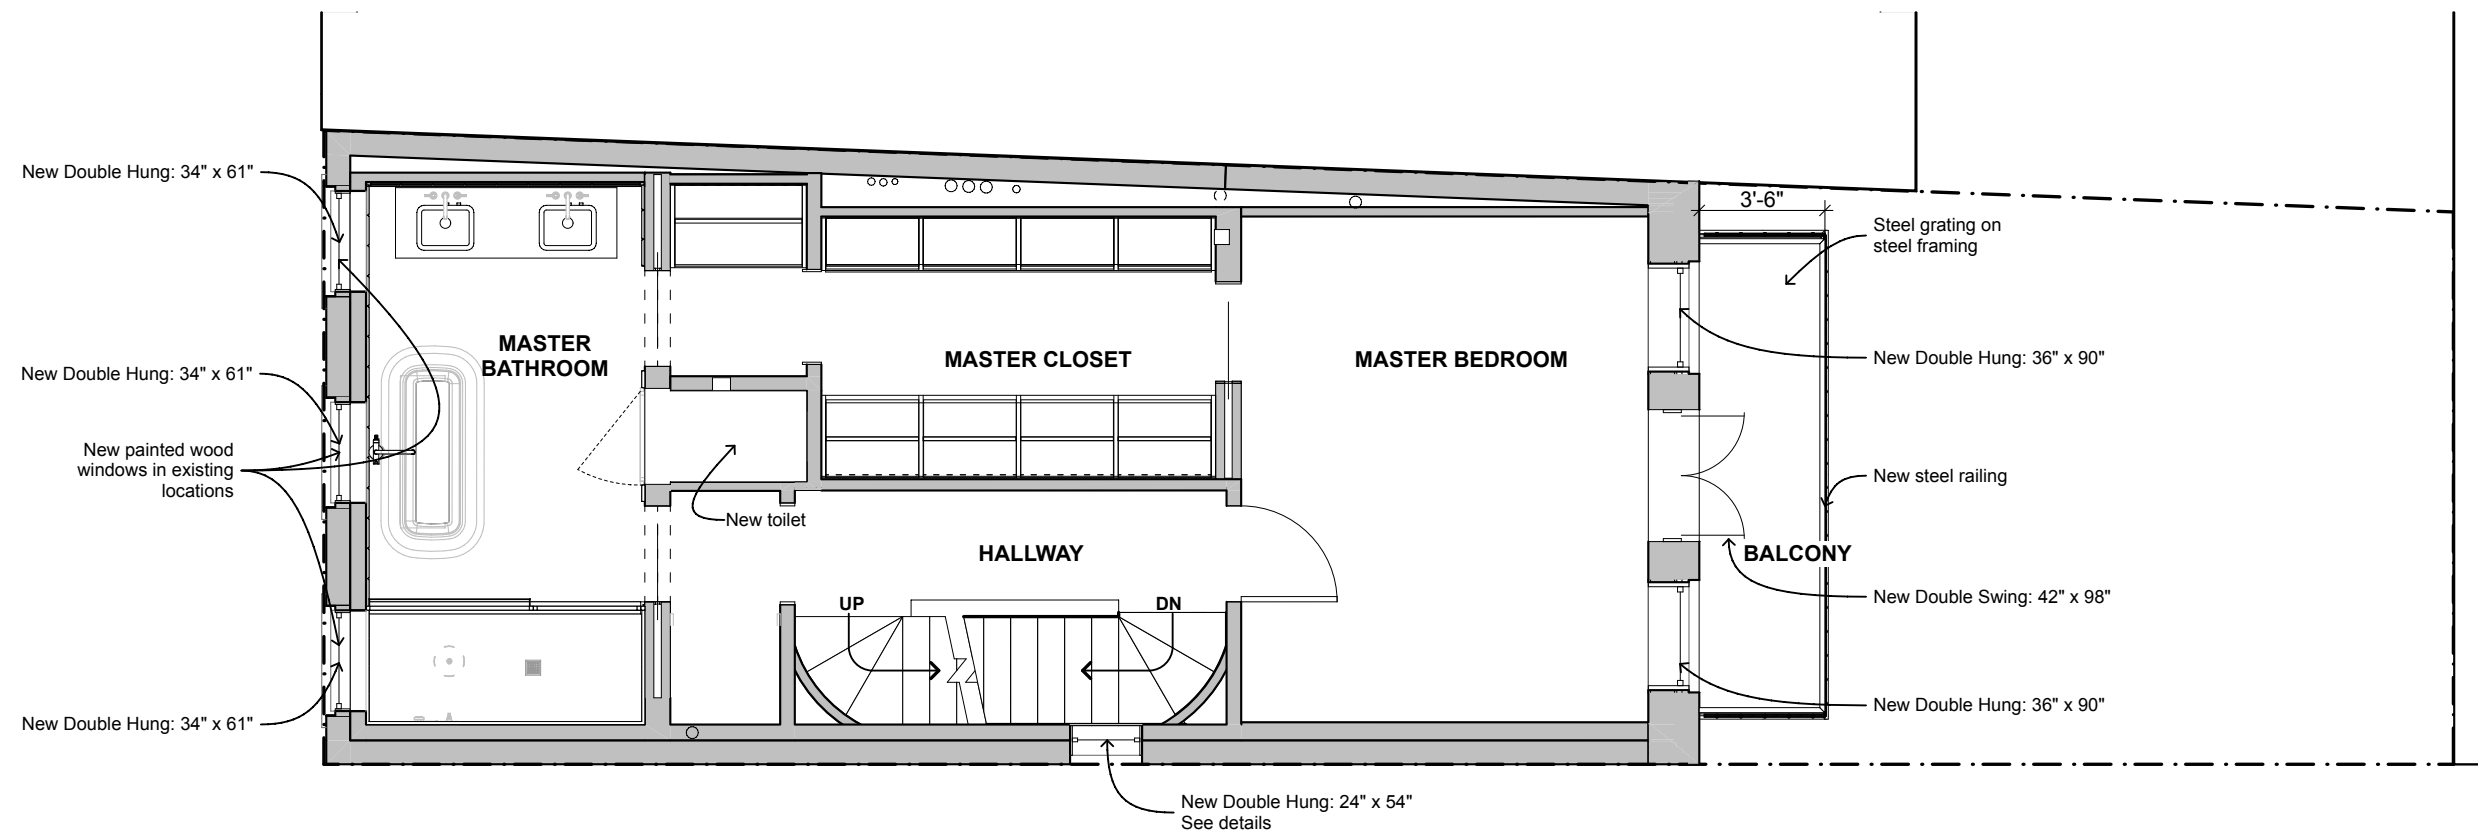 New Double Hung: 34" x 61"
3'-6"
Steel grating on
steel framing
MASTER
BATHROOM
MASTER CLOSET
MASTER BEDROOM
New Double Hung: 36" x 90"
New Double Hung: 34" x 61"
New painted wood
windows in existing
locations
New steel railing
New toilet
HALLWAY
BALCONY
UP
DN
New Double Swing: 42" x 98"
New Double Hung: 36" x 90"
New Double Hung: 34" x 61"
New Double Hung: 24" x 54"
See details